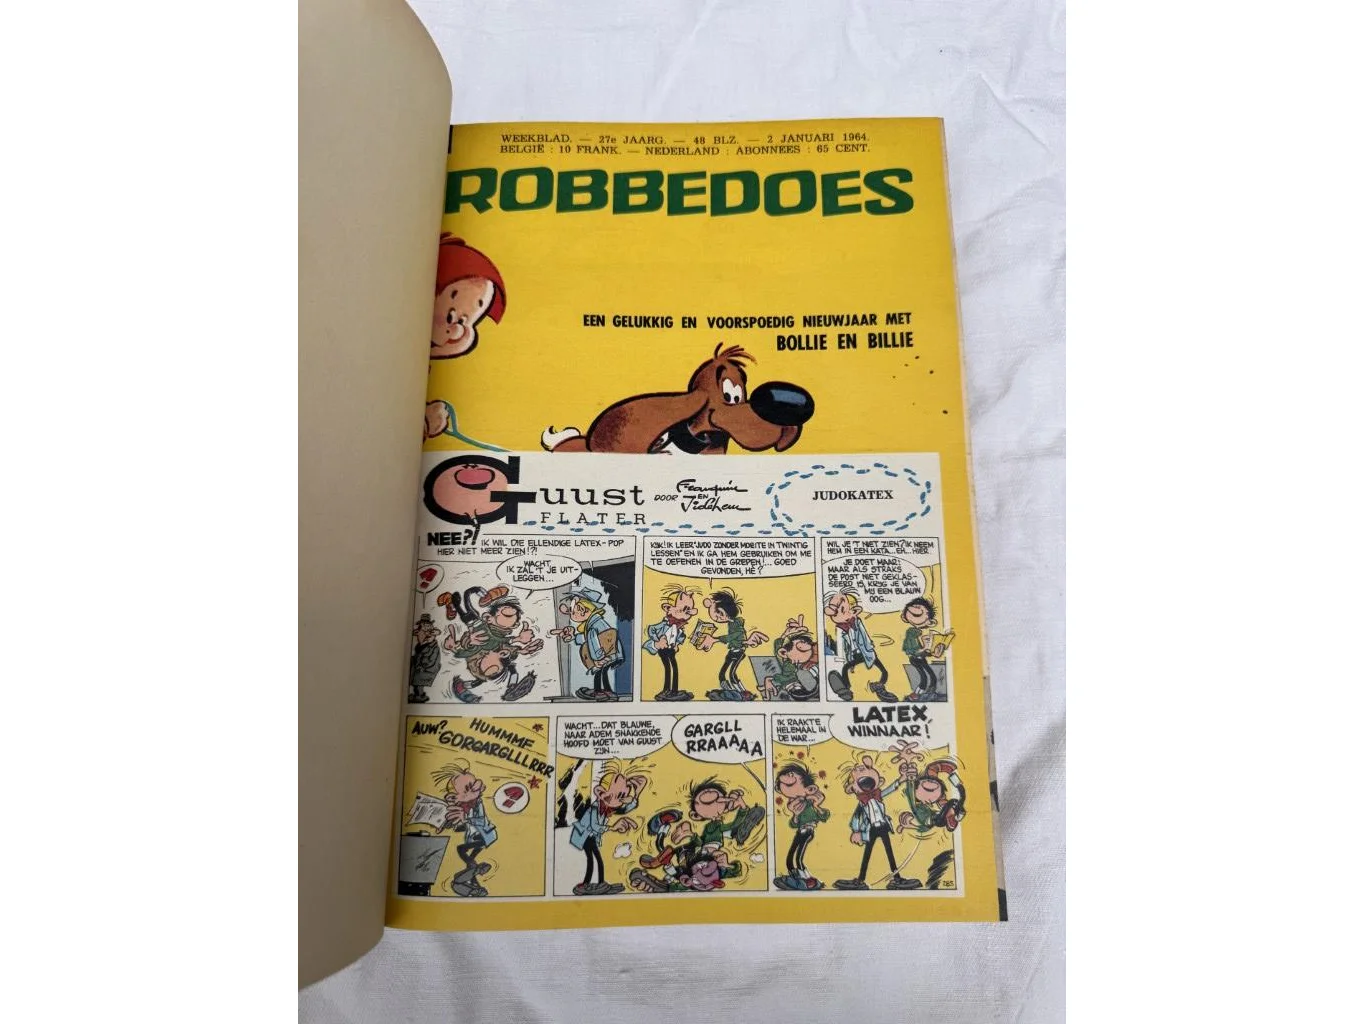 WEEKBLAD. — 27e JAARG. — 48 BLZ. — 2 JANUARI 1964.
BELGIË : 10 FRANK. — NEDERLAND : ABONNEES : 65 CENT.
ROBBEDOES
EEN GELUKKIG EN VOORSPOEDIG NIEUWJAAR MET
BOLLIE EN BILLIE
Guust
FLATER
DOOR
Franquin
EN
Jidéhem
JUDOKATEX
NEE?!
IK WIL DIE ELLENDIGE LATEX-POP
HIER NIET MEER ZIEN!?!
WACHT,
IK ZAL 'T JE UIT-
LEGGEN...
KIJK! IK LEER "JUDO ZONDER MOEITE IN TWINTIG
LESSEN" EN IK GA HEM GEBRUIKEN OM ME
TE OEFENEN IN DE GREPEN!... GOED
GEVONDEN, HÈ?
WIL JE 'T NIET ZIEN? IK NEEM
HEM IN EEN KATA...EH...HIER
JE DOET MAAR!
MAAR ALS STRAKS
DE POST NIET GEKLAS-
SEERD IS, KRIJG JE VAN
MIJ EEN BLAUW
OOG...
AUW?
HUMMMF
GORGARGLLLRRR
WACHT...DAT BLAUWE,
NAAR ADEM SNAKKENDE
HOOFD MOET VAN GUUST
ZIJN...
GARGLL
RRAAAAA
IK RAAKTE
HELEMAAL IN
DE WAR...
LATEX,
WINNAAR!